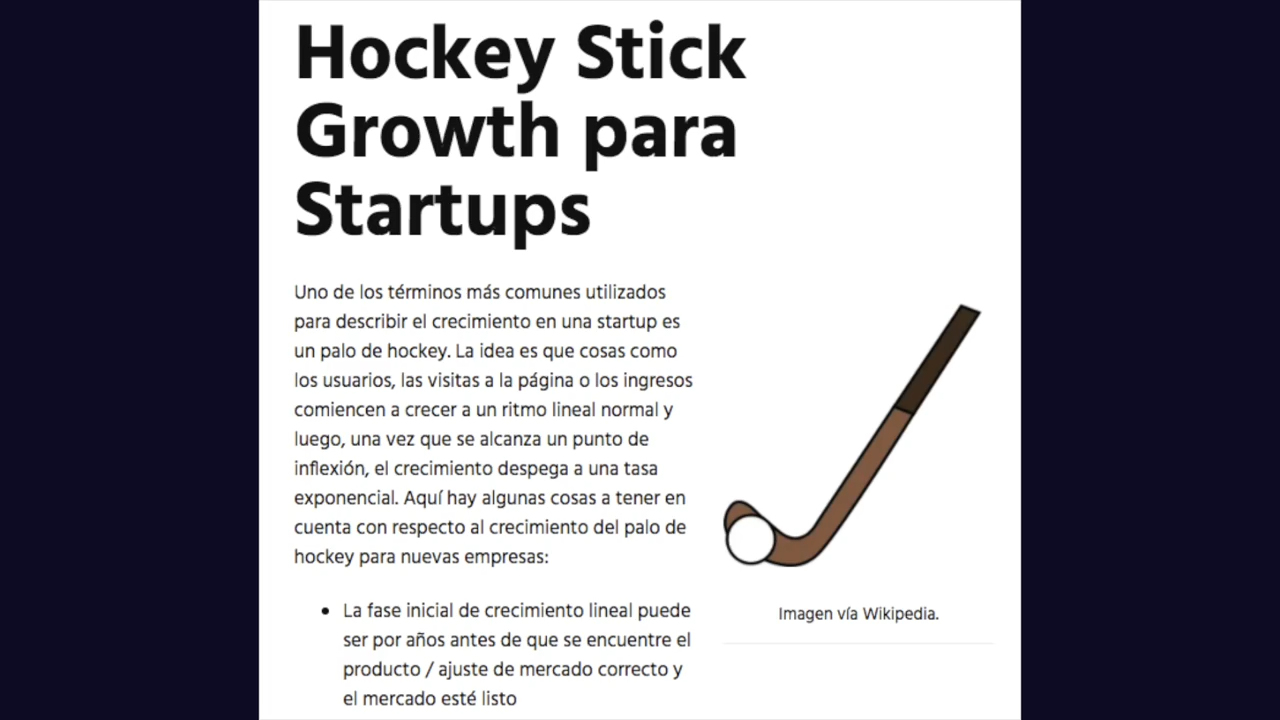 Hockey Stick
Growth para
Startups
Uno de los términos más comunes utilizados
para describir el crecimiento en una startup es
un palo de hockey. La idea es que cosas como
los usuarios, las visitas a la página o los ingresos
comiencen a crecer a un ritmo lineal normal y
luego, una vez que se alcanza un punto de
inflexión, el crecimiento despega a una tasa
exponencial. Aquí hay algunas cosas a tener en
cuenta con respecto al crecimiento del palo de
hockey para nuevas empresas:
• La fase inicial de crecimiento lineal puede
ser por años antes de que se encuentre el
producto / ajuste de mercado correcto y
el mercado esté listo
Imagen vía Wikipedia.